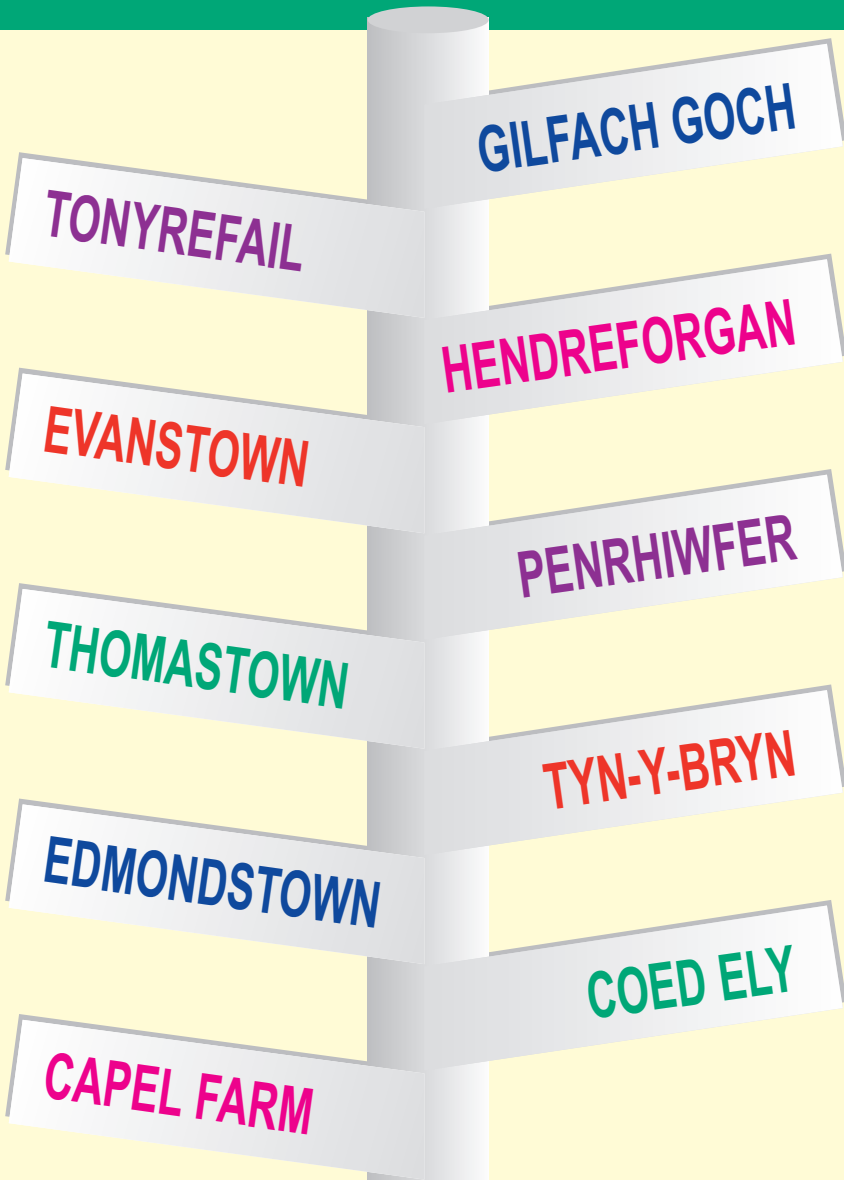 GILFACH GOCH
TONYREFAIL
HENDREFORGAN
EVANSTOWN
PENRHIWFER
THOMASTOWN
TYN-Y-BRYN
EDMONDSTOWN
COED ELY
CAPEL FARM